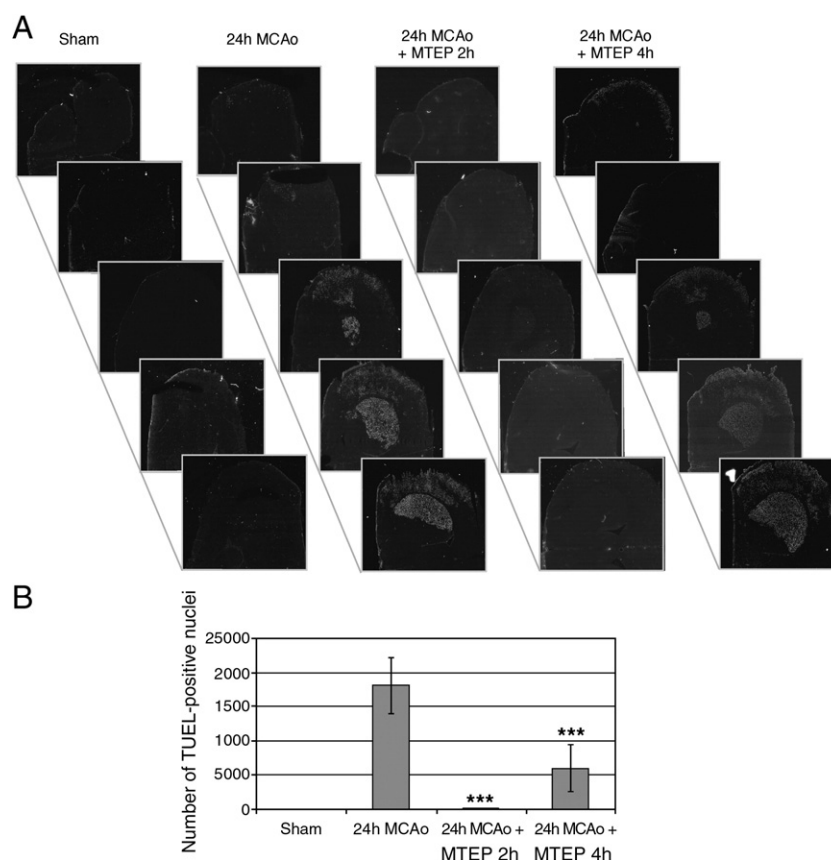 A
Sham
24h MCAo
24h MCAo
+ MTEP 2h
24h MCAo
+ MTEP 4h
B
Number of TUEL-positive nuclei
25000
2000
1500
1000
5000
0
***
***
Sham
24h MCAo
24h MCAo +
MTEP 2h
24h MCAo +
MTEP 4h